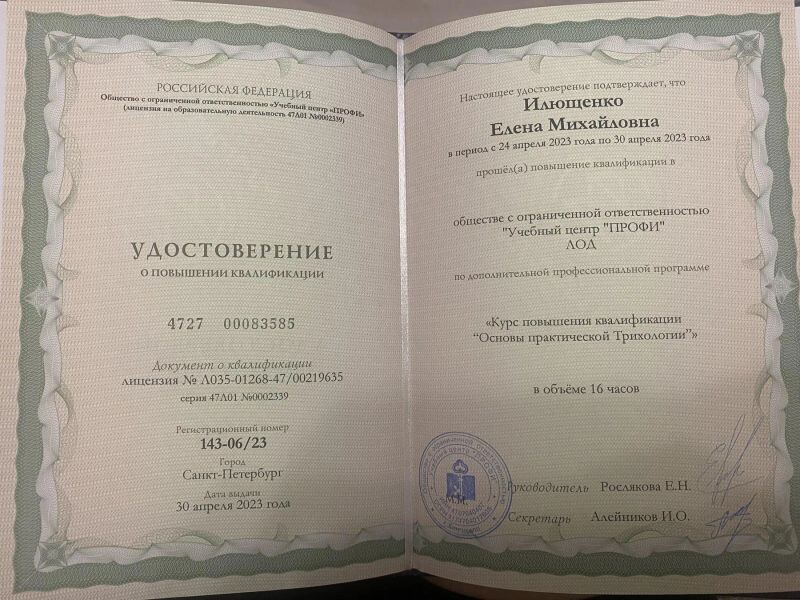 РОССИЙСКАЯ ФЕДЕРАЦИЯ
Общество с ограниченной ответственностью «Учебный центр «ПРОФИ»
(лицензия на образовательную деятельность 47Л01 №0002339)
УДОСТОВЕРЕНИЕ
О ПОВЫШЕНИИ КВАЛИФИКАЦИИ
4727 00083585
Документ о квалификации
лицензия № Л035-01268-47/00219635
серия 47Л01 №0002339
Регистрационный номер
143-06/23
Город
Санкт-Петербург
Дата выдачи
30 апреля 2023 года
Настоящее удостоверение подтверждает, что
Илющенко
Елена Михайловна
в период с 24 апреля 2023 года по 30 апреля 2023 года
прошёл(а) повышение квалификации в
обществе с ограниченной ответственностью
"Учебный центр "ПРОФИ"
ЛОД
по дополнительной профессиональной программе
«Курс повышения квалификации
“Основы практической Трихологии”»
в объёме 16 часов
М.П.
Руководитель Рослякова Е.Н.
Секретарь Алейников И.О.